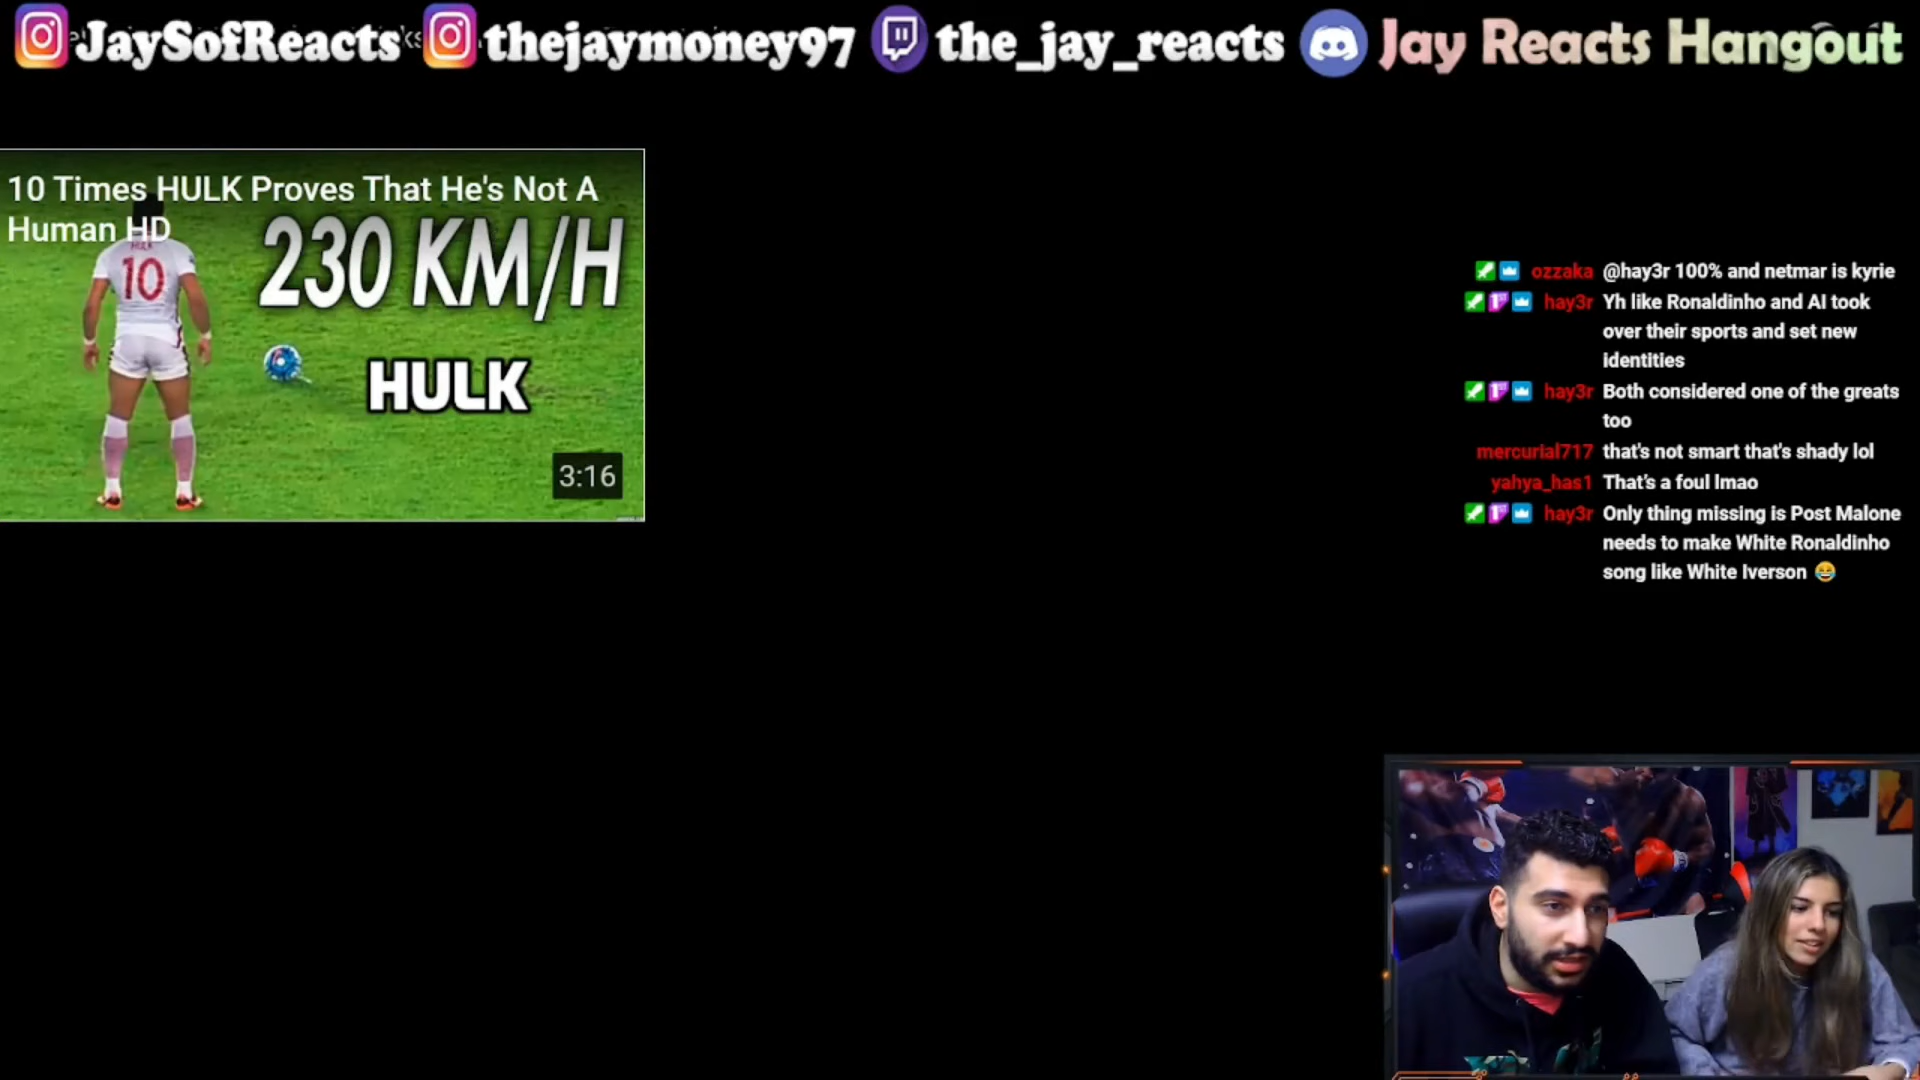 JaySofReacts thejaymoney97 the_jay_reacts Jay Reacts Hangout
10 Times HULK Proves That He's Not A
Human HD
HULK
10
230 KM/H
HULK
3:16
ozzaka @hay3r 100% and netmar is kyrie
hay3r Yh like Ronaldinho and AI took
over their sports and set new
identities
hay3r Both considered one of the greats
too
mercurial717 that's not smart that's shady lol
yahya_has1 That's a foul lmao
hay3r Only thing missing is Post Malone
needs to make White Ronaldinho
song like White Iverson 😂